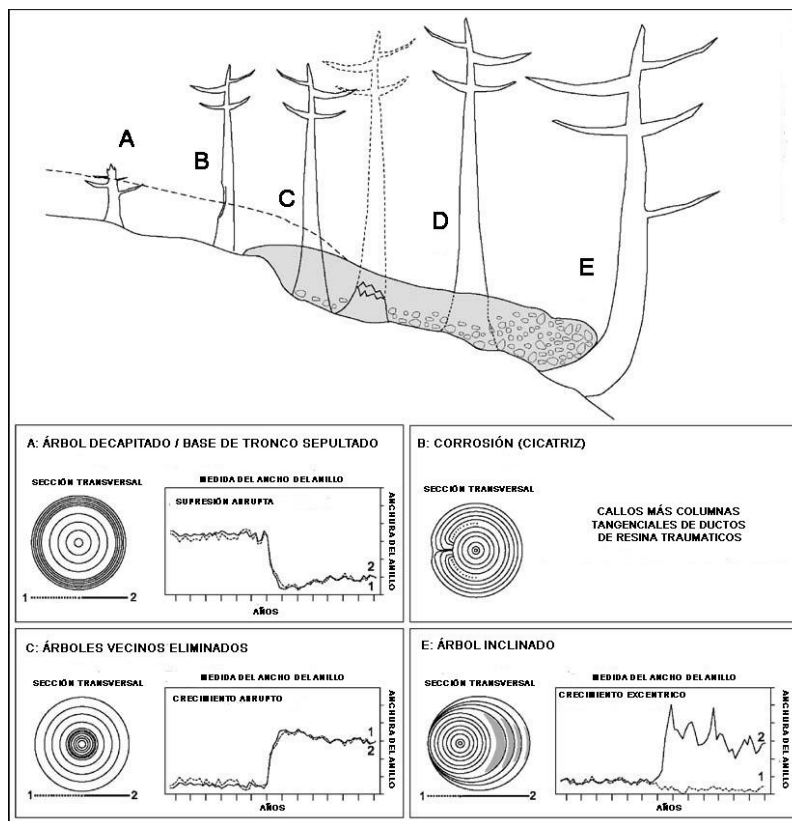 A
B
C
D
E
A: ÁRBOL DECAPITADO / BASE DE TRONCO SEPULTADO
SECCIÓN TRANSVERSAL
MEDIDA DEL ANCHO DEL ANILLO
SUPRESIÓN ABRUPTA
ANCHURA DEL ANILLO
2
1
AÑOS
1 2
B: CORROSIÓN (CICATRIZ)
SECCIÓN TRANSVERSAL
CALLOS MÁS COLUMNAS
TANGENCIALES DE DUCTOS
DE RESINA TRAUMATICOS
C: ÁRBOLES VECINOS ELIMINADOS
SECCIÓN TRANSVERSAL
MEDIDA DEL ANCHO DEL ANILLO
CRECIMIENTO ABRUPTO
ANCHURA DEL ANILLO
1
2
AÑOS
1 2
E: ÁRBOL INCLINADO
SECCIÓN TRANSVERSAL
MEDIDA DEL ANCHO DEL ANILLO
CRECIMIENTO EXCENTRICO
ANCHURA DEL ANILLO
2
1
AÑOS
1 2